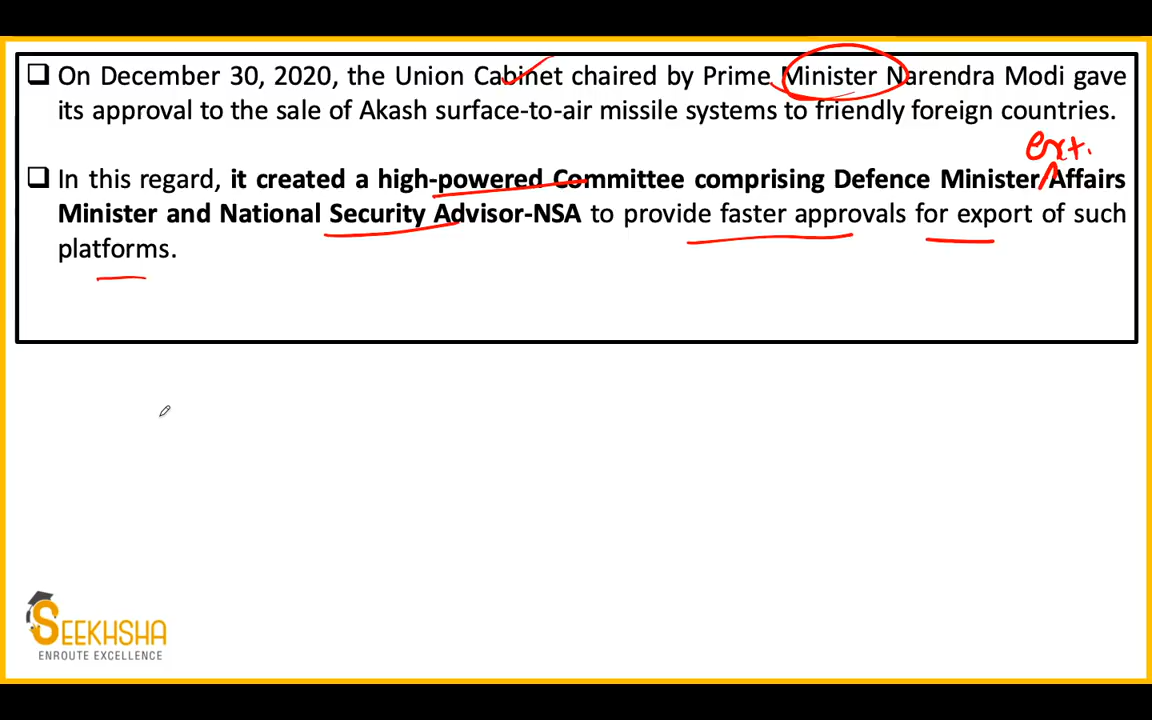 On December 30, 2020, the Union Cabinet chaired by Prime Minister Narendra Modi gave
its approval to the sale of Akash surface-to-air missile systems to friendly foreign countries.
ext.
In this regard, it created a high-powered Committee comprising Defence Minister Affairs
Minister and National Security Advisor-NSA to provide faster approvals for export of such
platforms.
SEEKHSHA
ENROUTE EXCELLENCE